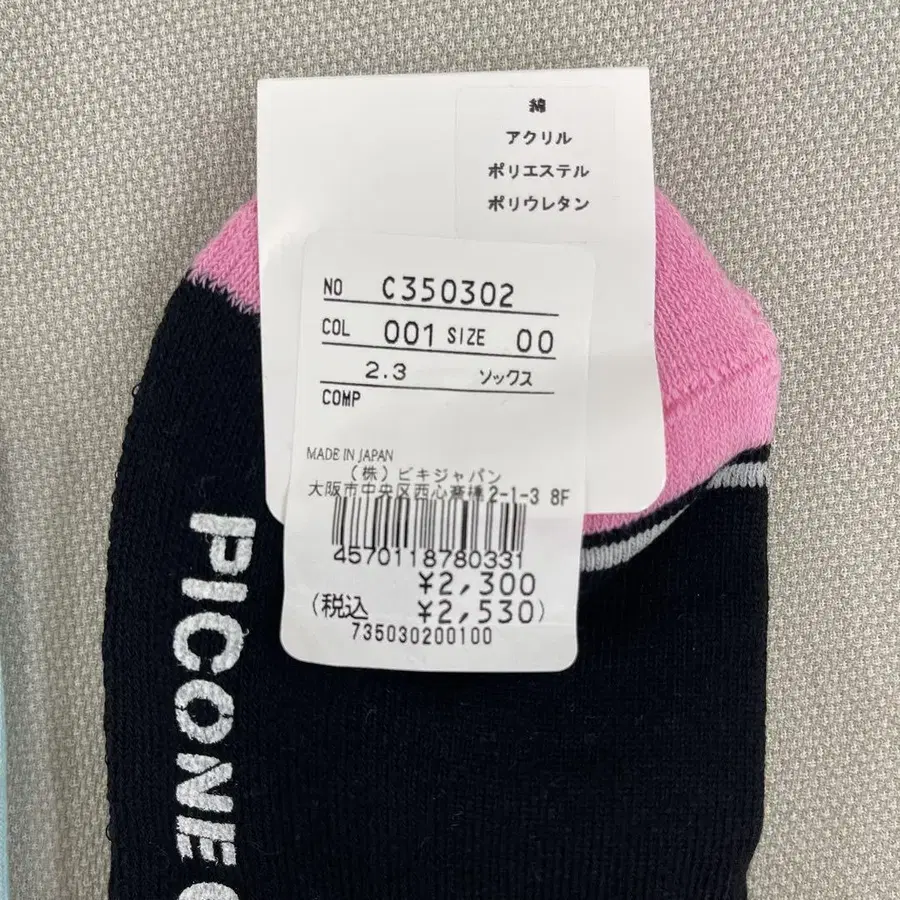 綿
アクリル
ポリエステル
ポリウレタン
NO C350302
COL 001 SIZE 00
2.3 ソックス
COMP
MADE IN JAPAN
(株)ビキジャパン
大阪市中央区西心斎橋2-1-3 8F
4570118780331
¥2,300
(税込 ¥2,530)
735030200100
PICONE